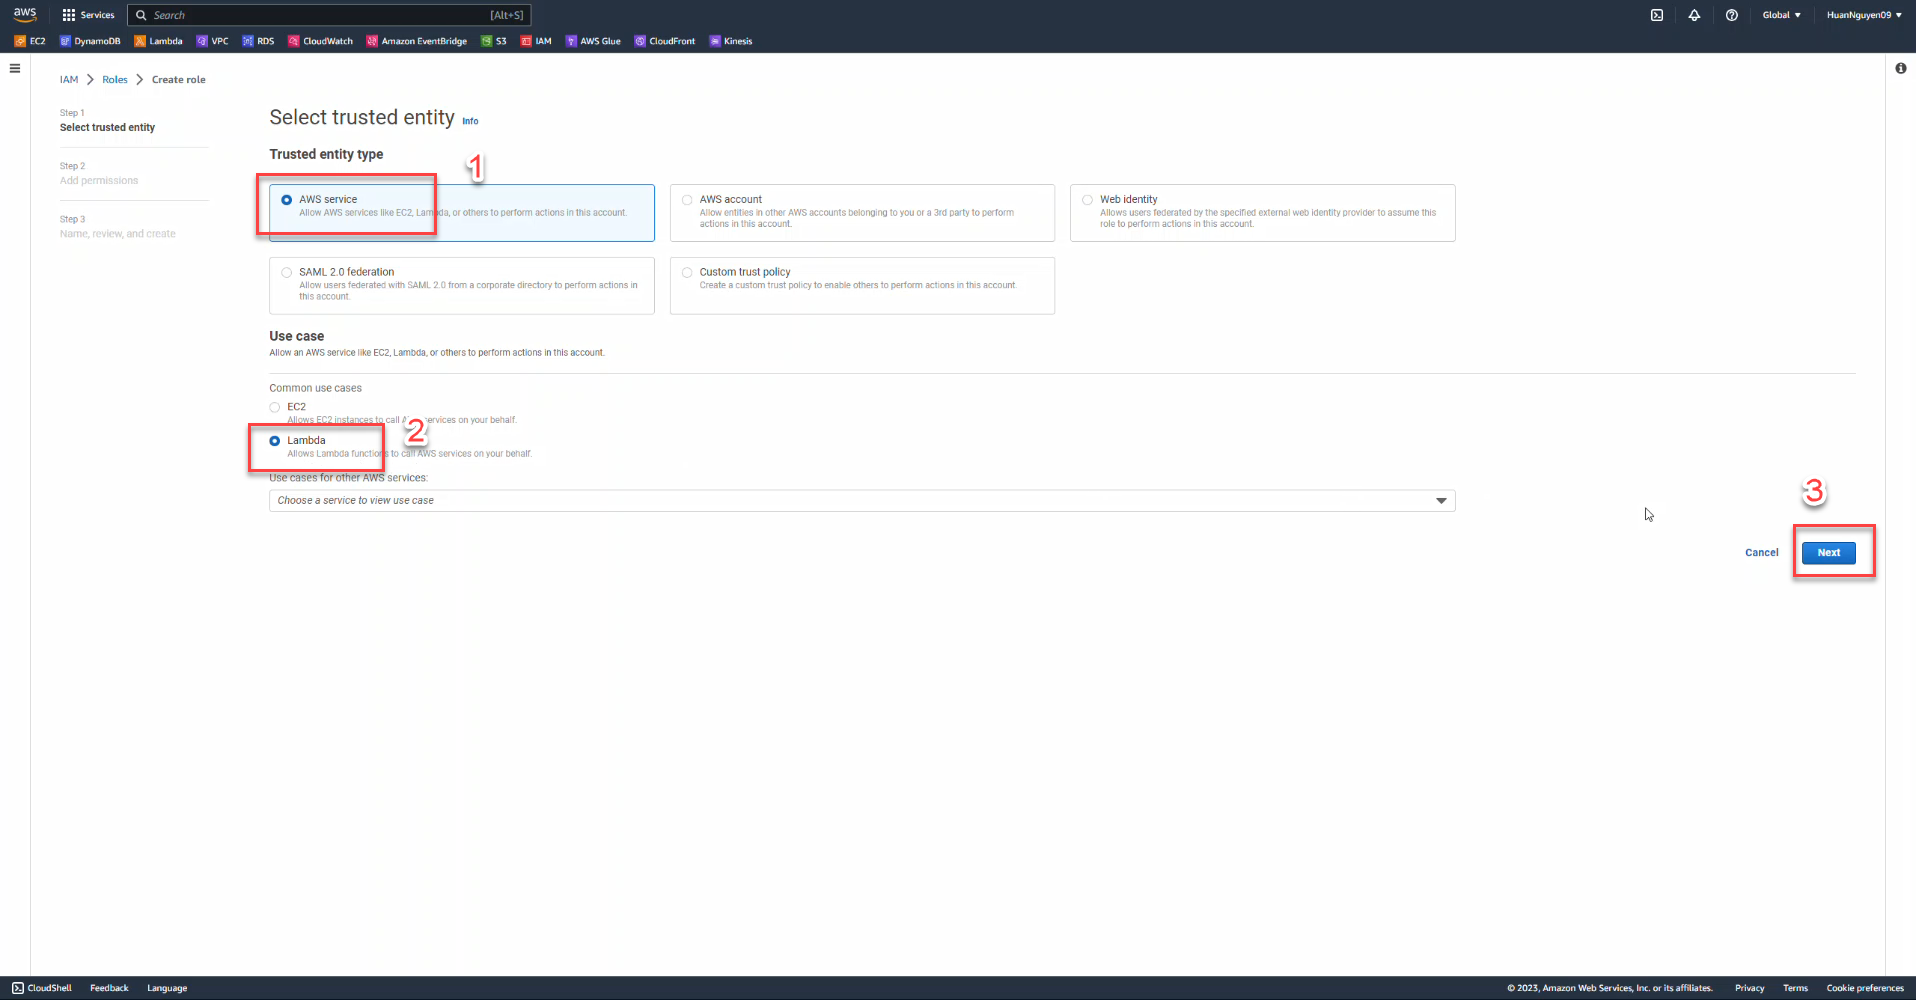 aws Services Search [Alt+S] Global HuanNguyen09
EC2 DynamoDB Lambda VPC RDS CloudWatch Amazon EventBridge S3 IAM AWS Glue CloudFront Kinesis
IAM Roles Create role
Step 1
Select trusted entity
Step 2
Add permissions
Step 3
Name, review, and create
Select trusted entity Info
Trusted entity type
1
AWS service
Allow AWS services like EC2, Lambda, or others to perform actions in this account.
AWS account
Allow entities in other AWS accounts belonging to you or a 3rd party to perform
actions in this account.
Web identity
Allows users federated by the specified external web identity provider to assume this
role to perform actions in this account.
SAML 2.0 federation
Allow users federated with SAML 2.0 from a corporate directory to perform actions in
this account.
Custom trust policy
Create a custom trust policy to enable others to perform actions in this account.
Use case
Allow an AWS service like EC2, Lambda, or others to perform actions in this account.
Common use cases
EC2
Allows EC2 instances to call AWS services on your behalf.
2
Lambda
Allows Lambda functions to call AWS services on your behalf.
Use cases for other AWS services:
Choose a service to view use case
3
Cancel Next
CloudShell Feedback Language © 2023, Amazon Web Services, Inc. or its affiliates. Privacy Terms Cookie preferences